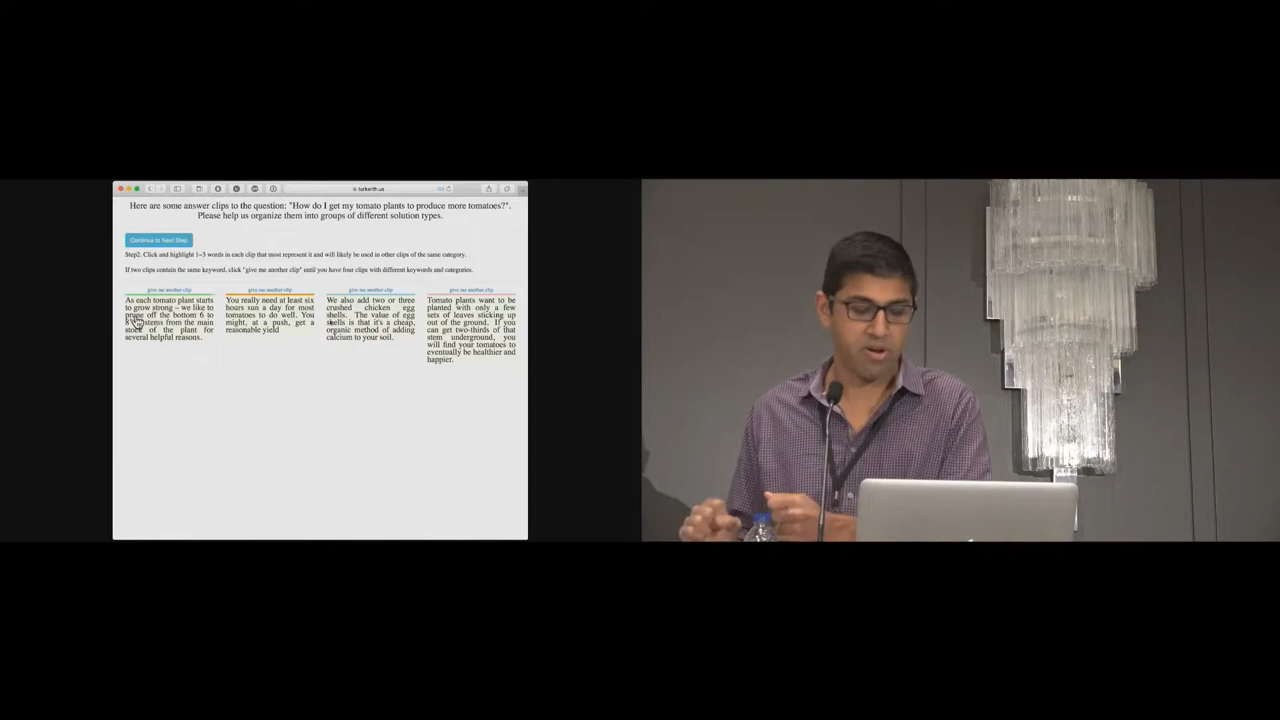 turkwith.us
Here are some answer clips to the question: "How do I get my tomato plants to produce more tomatoes?".
Please help us organize them into groups of different solution types.
Continue to Next Step
Step2. Click and highlight 1~3 words in each clip that most represent it and will likely be used in other clips of the same category.
If two clips contain the same keyword, click "give me another clip" until you have four clips with different keywords and categories.
give me another clip
As each tomato plant starts
to grow strong – we like to
prune off the bottom 6 to
stems from the main
of the plant for
several helpful reasons.
give me another clip
You really need at least six
hours sun a day for most
tomatoes to do well. You
might, at a push, get a
reasonable yield
give me another clip
We also add two or three
crushed chicken egg
shells. The value of egg
shells is that it's a cheap,
organic method of adding
calcium to your soil.
give me another clip
Tomato plants want to be
planted with only a few
sets of leaves sticking up
out of the ground. If you
can get two-thirds of that
stem underground, you
will find your tomatoes to
eventually be healthier and
happier.